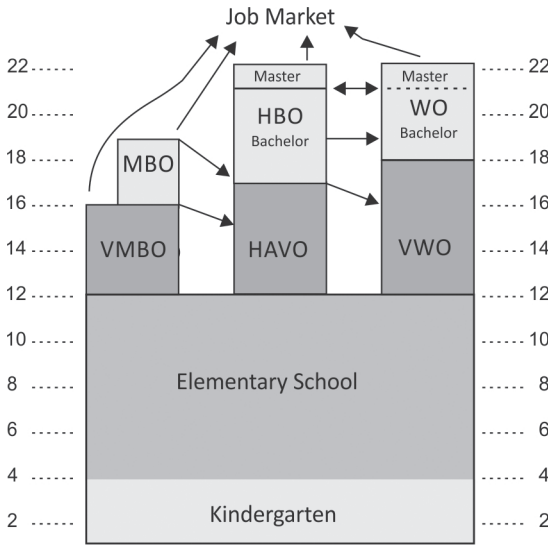 Job Market
22 Master Master 22
HBO WO
20 Bachelor Bachelor 20
18 MBO 18
16 16
14 VMBO HAVO VWO 14
12 12
10 10
8 Elementary School 8
6 6
4 4
2 Kindergarten 2